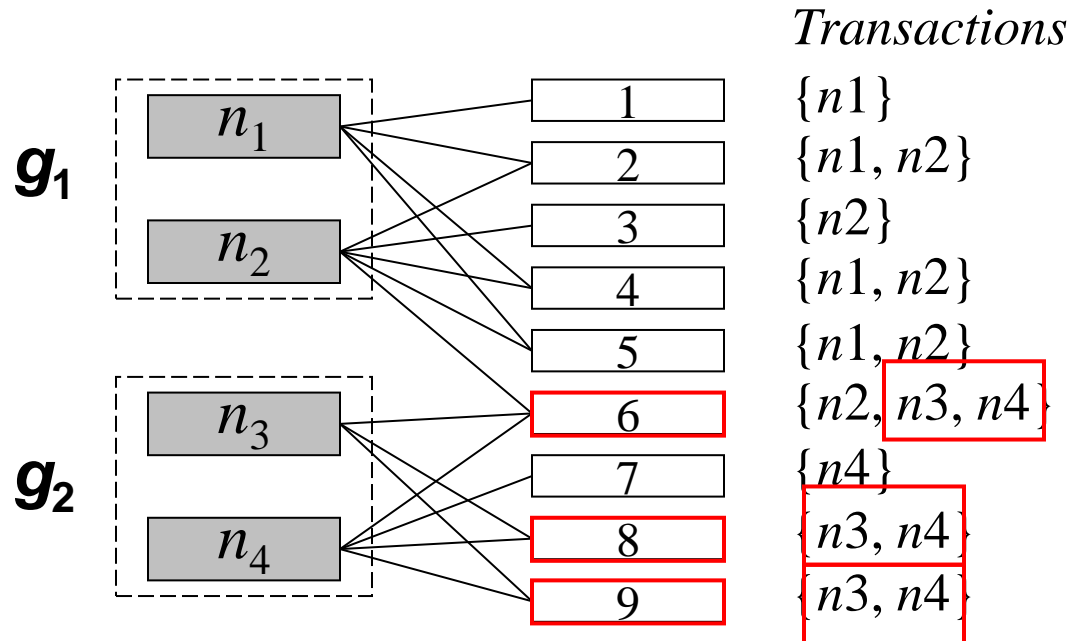 Transactions
n1 1 {n1}
g1 2 {n1, n2}
n2 3 {n2}
4 {n1, n2}
5 {n1, n2}
n3 6 {n2, n3, n4}
g2 7 {n4}
n4 8 {n3, n4}
9 {n3, n4}